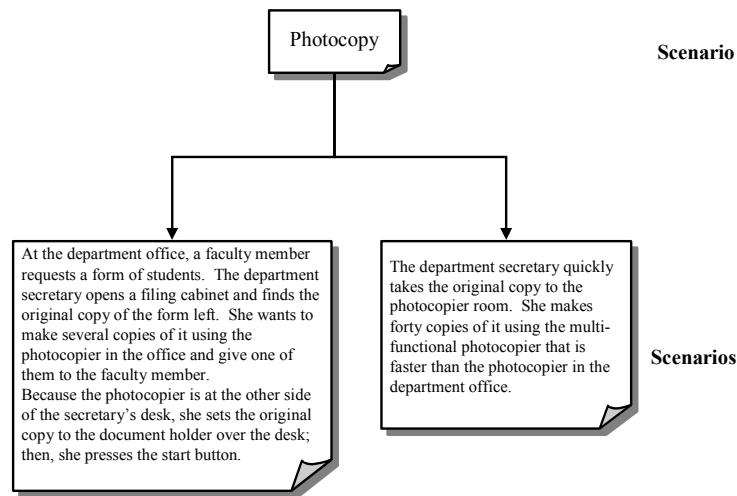 Photocopy
Scenario
At the department office, a faculty member
requests a form of students.  The department
secretary opens a filing cabinet and finds the
original copy of the form left.  She wants to
make several copies of it using the
photocopier in the office and give one of
them to the faculty member.
Because the photocopier is at the other side
of the secretary’s desk, she sets the original
copy to the document holder over the desk;
then, she presses the start button.
The department secretary quickly
takes the original copy to the
photocopier room.  She makes
forty copies of it using the multi-
functional photocopier that is
faster than the photocopier in the
department office.
Scenarios